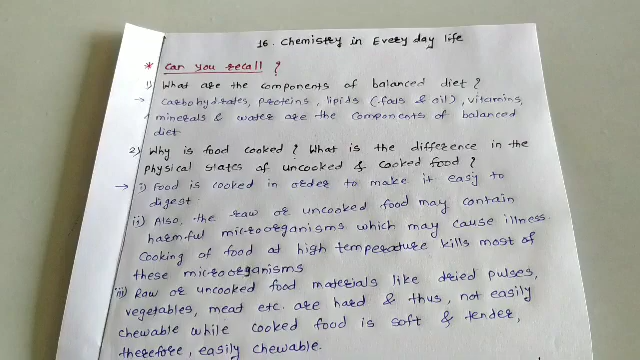 16. Chemistry in Every day life
* Can you recall ?
1) What are the components of balanced diet ?
→ Carbohydrates, proteins, lipids (fats & oil), vitamins,
minerals & water are the components of balanced
diet
2) Why is food cooked ? What is the difference in the
physical states of uncooked & cooked food ?
→ i) Food is cooked in order to make it easy to
digest.
ii) Also, the raw or uncooked food may contain
harmful microorganisms which may cause illness.
Cooking of food at high temperature kills most of
these microorganisms
iii) Raw or uncooked food materials like dried pulses,
vegetables, meat etc. are hard & thus, not easily
chewable while cooked food is soft & tender,
therefore, easily chewable.